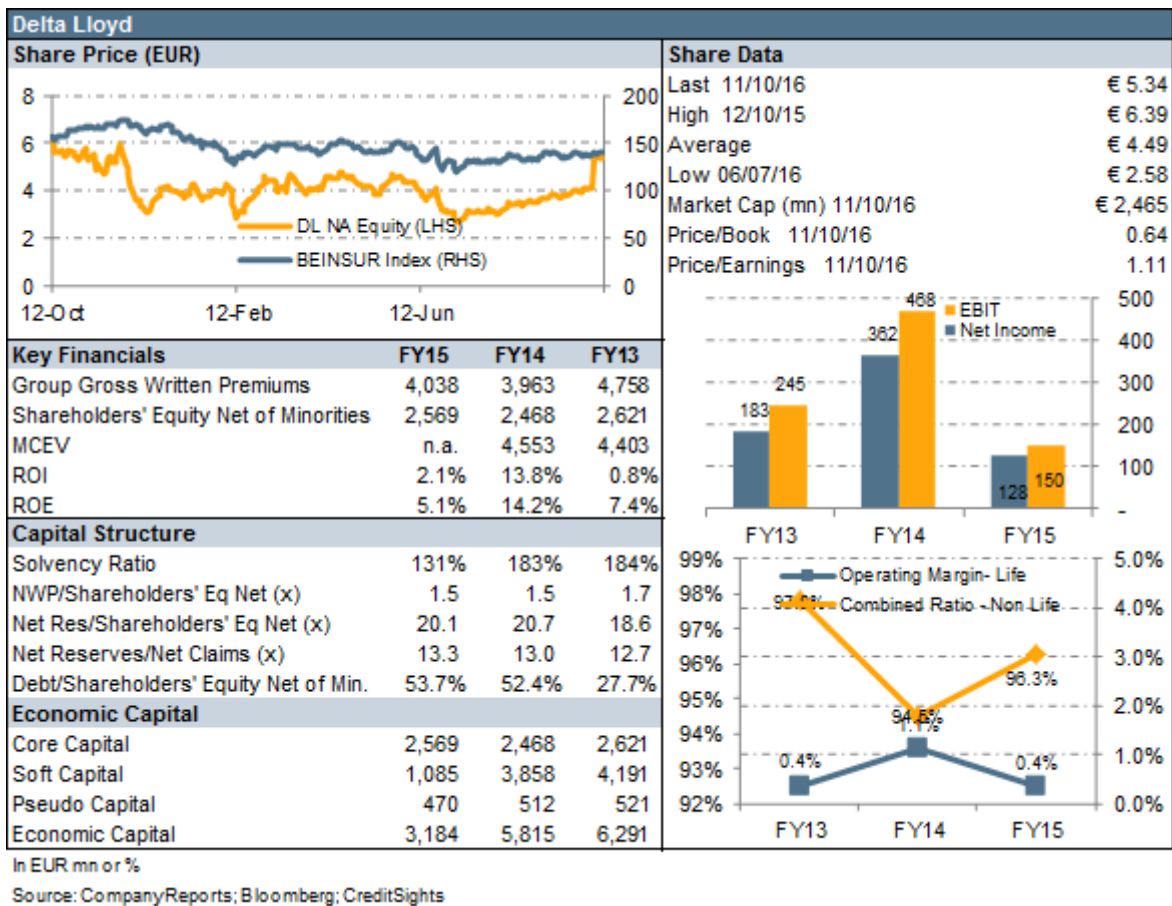 Delta Lloyd
Share Price (EUR)
8
6
4
2
0
200
150
100
50
0
DL NA Equity (LHS)
BEINSUR Index (RHS)
12-Oct 12-Feb 12-Jun
Share Data
Last 11/10/16 € 5.34
High 12/10/15 € 6.39
Average € 4.49
Low 06/07/16 € 2.58
Market Cap (mn) 11/10/16 € 2,465
Price/Book 11/10/16 0.64
Price/Earnings 11/10/16 1.11
EBIT
Net Income
183
245
362
468
128
150
500
400
300
200
100
-
FY13 FY14 FY15
Key Financials FY15 FY14 FY13
Group Gross Written Premiums 4,038 3,963 4,758
Shareholders' Equity Net of Minorities 2,569 2,468 2,621
MCEV n.a. 4,553 4,403
ROI 2.1% 13.8% 0.8%
ROE 5.1% 14.2% 7.4%
Capital Structure
Solvency Ratio 131% 183% 184%
NWP/Shareholders' Eq Net (x) 1.5 1.5 1.7
Net Res/Shareholders' Eq Net (x) 20.1 20.7 18.6
Net Reserves/Net Claims (x) 13.3 13.0 12.7
Debt/Shareholders' Equity Net of Min. 53.7% 52.4% 27.7%
Economic Capital
Core Capital 2,569 2,468 2,621
Soft Capital 1,085 3,858 4,191
Pseudo Capital 470 512 521
Economic Capital 3,184 5,815 6,291
99%
98%
97%
96%
95%
94%
93%
92%
Operating Margin- Life
Combined Ratio - Non Life
96.3%
0.4%
1.1%
0.4%
5.0%
4.0%
3.0%
2.0%
1.0%
0.0%
FY13 FY14 FY15
In EUR mn or %
Source: Company Reports; Bloomberg; CreditSights